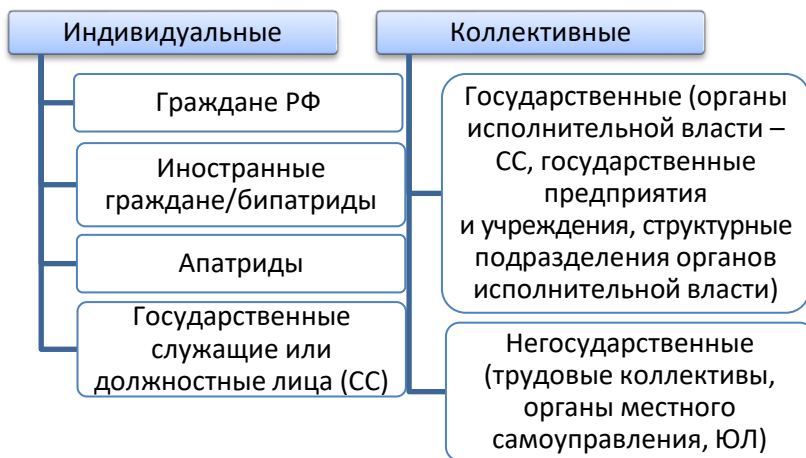 Индивидуальные
Граждане РФ
Иностранные
граждане/бипатриды
Апатриды
Государственные
служащие или
должностные лица (СС)
Коллективные
Государственные (органы
исполнительной власти –
СС, государственные
предприятия
и учреждения, структурные
подразделения органов
исполнительной власти)
Негосударственные
(трудовые коллективы,
органы местного
самоуправления, ЮЛ)